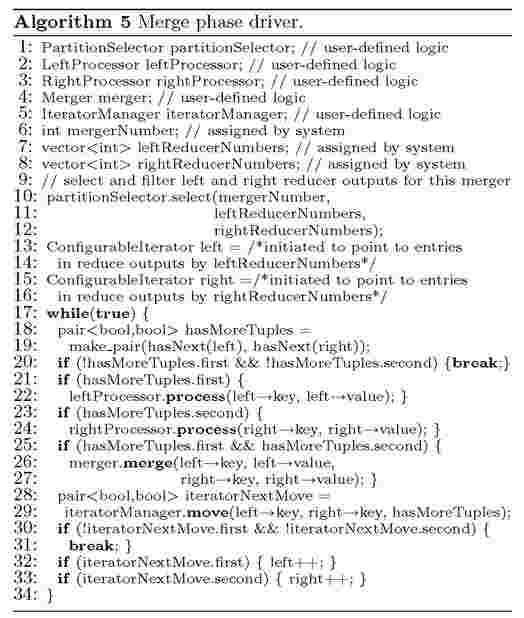 Algorithm 5 Merge phase driver.
1: PartitionSelector partitionSelector; // user-defined logic
2: LeftProcessor leftProcessor; // user-defined logic
3: RightProcessor rightProcessor; // user-defined logic
4: Merger merger; // user-defined logic
5: IteratorManager iteratorManager; // user-defined logic
6: int mergerNumber; // assigned by system
7: vector<int> leftReducerNumbers; // assigned by system
8: vector<int> rightReducerNumbers; // assigned by system
9: // select and filter left and right reducer outputs for this merger
10: partitionSelector.select(mergerNumber,
11: leftReducerNumbers,
12: rightReducerNumbers);
13: ConfigurableIterator left = /*initiated to point to entries
14: in reduce outputs by leftReducerNumbers*/
15: ConfigurableIterator right =/*initiated to point to entries
16: in reduce outputs by rightReducerNumbers*/
17: while(true) {
18: pair<bool,bool> hasMoreTuples =
19: make_pair(hasNext(left), hasNext(right));
20: if (!hasMoreTuples.first && !hasMoreTuples.second) {break;}
21: if (hasMoreTuples.first) {
22: leftProcessor.process(left→key, left→value); }
23: if (hasMoreTuples.second) {
24: rightProcessor.process(right→key, right→value); }
25: if (hasMoreTuples.first && hasMoreTuples.second) {
26: merger.merge(left→key, left→value,
27: right→key, right→value); }
28: pair<bool,bool> iteratorNextMove =
29: iteratorManager.move(left→key, right→key, hasMoreTuples);
30: if (!iteratorNextMove.first && !iteratorNextMove.second) {
31: break; }
32: if (iteratorNextMove.first) { left++; }
33: if (iteratorNextMove.second) { right++; }
34: }